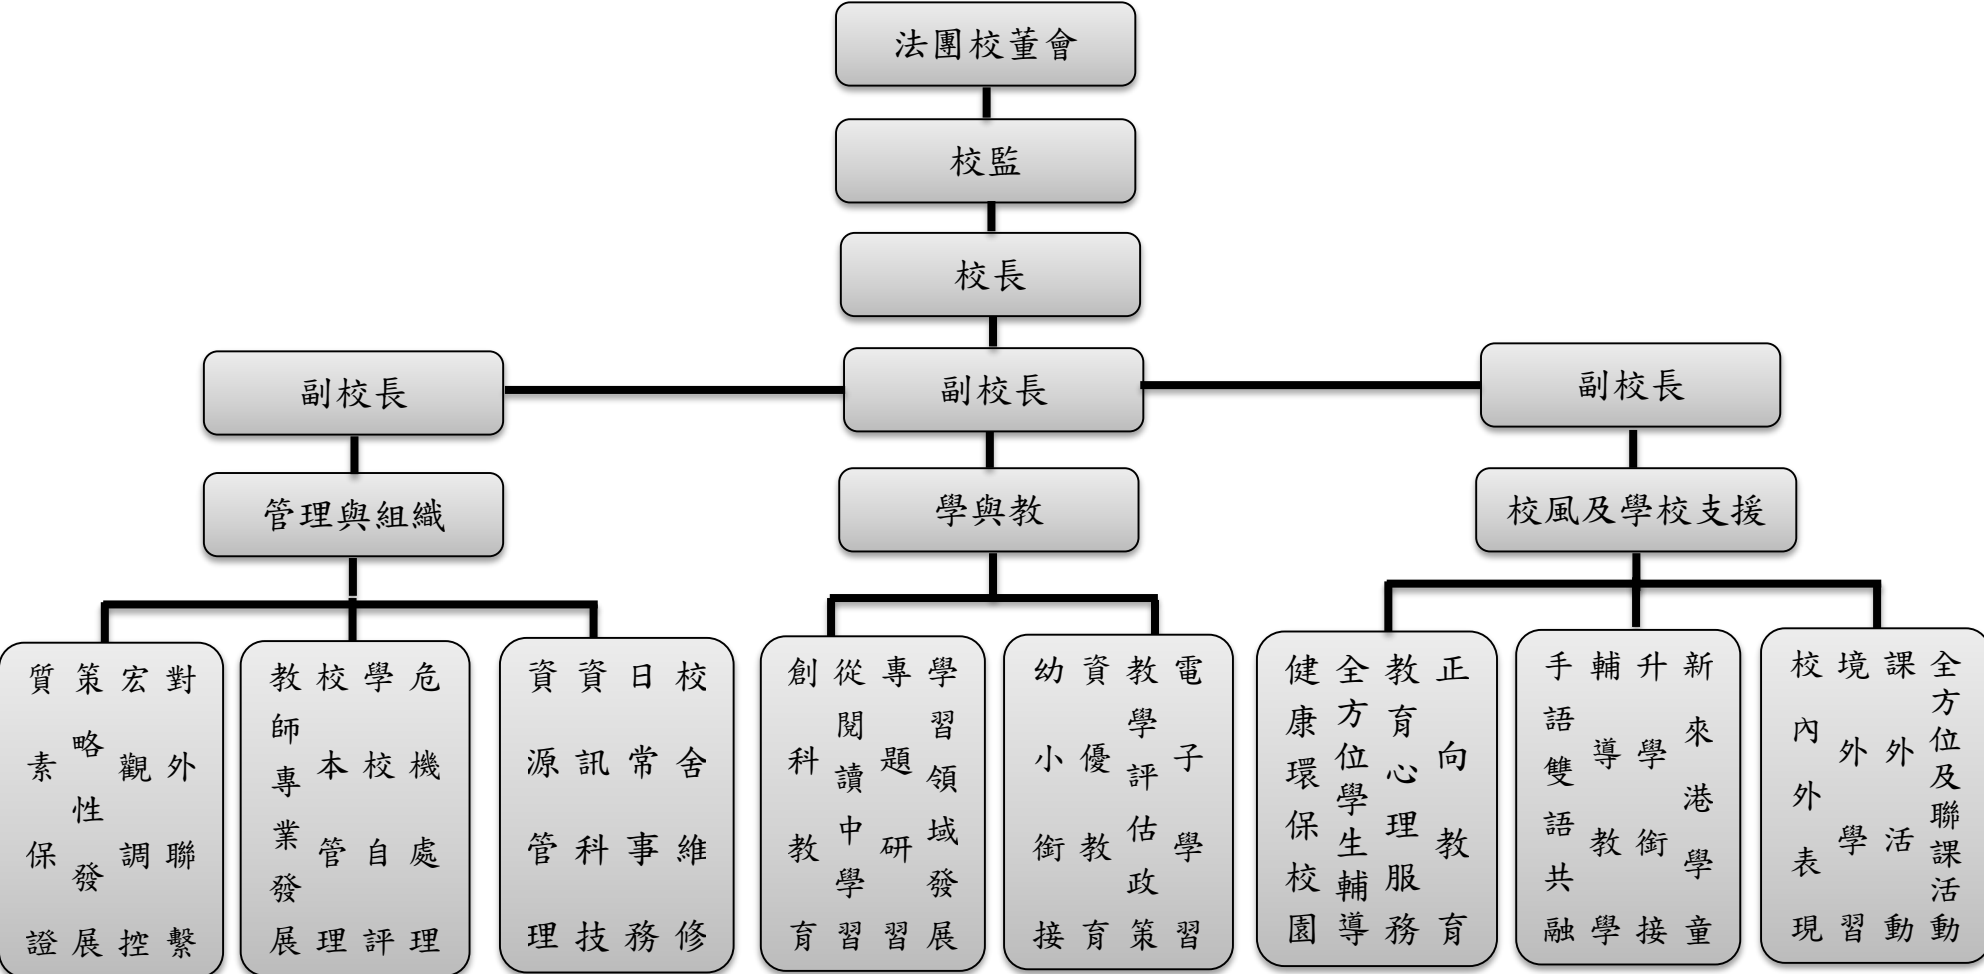 法團校董會
校監
校長
副校長
副校長
副校長
管理與組織
學與教
校風及學校支援
對外聯繫
宏觀調控
策略性發展
質素保證
危機處理
學校自評
校本管理
教師專業發展
校舍維修
日常事務
資訊科技
資源管理
學習領域發展
專題研習
從閱讀中學習
創科教育
電子學習
教學評估政策
資優教育
幼小銜接
正向教育
教育心理服務
全方位學生輔導
健康環保校園
新來港學童
升學銜接
輔導教學
手語雙語共融
全方位及聯課活動
課外活動
境外學習
校內外表現